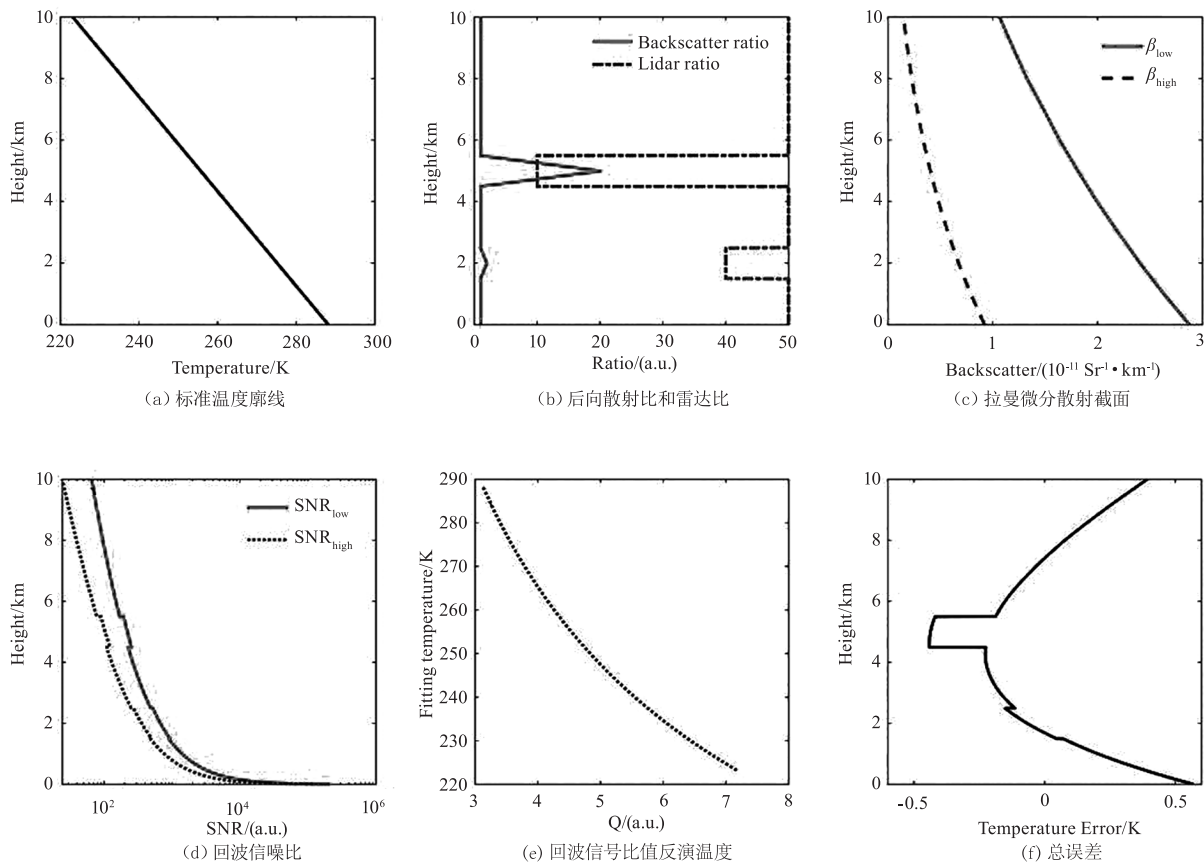 10
8
6
4
2
0
Height/km
220
240
260
280
300
Temperature/K
(a) 标准温度廓线
10
8
6
4
2
0
Height/km
Backscatter ratio
Lidar ratio
0
10
20
30
40
50
Ratio/(a.u.)
(b) 后向散射比和雷达比
10
8
6
4
2
0
Height/km
β_low
β_high
0
1
2
3
Backscatter/(10⁻¹¹ Sr⁻¹·km⁻¹)
(c) 拉曼微分散射截面
10
8
6
4
2
0
Height/km
SNR_low
SNR_high
10²
10⁴
10⁶
SNR/(a.u.)
(d) 回波信噪比
290
280
270
260
250
240
230
220
Fitting temperature/K
3
4
5
6
7
8
Q/(a.u.)
(e) 回波信号比值反演温度
10
8
6
4
2
0
Height/km
-0.5
0
0.5
Temperature Error/K
(f) 总误差